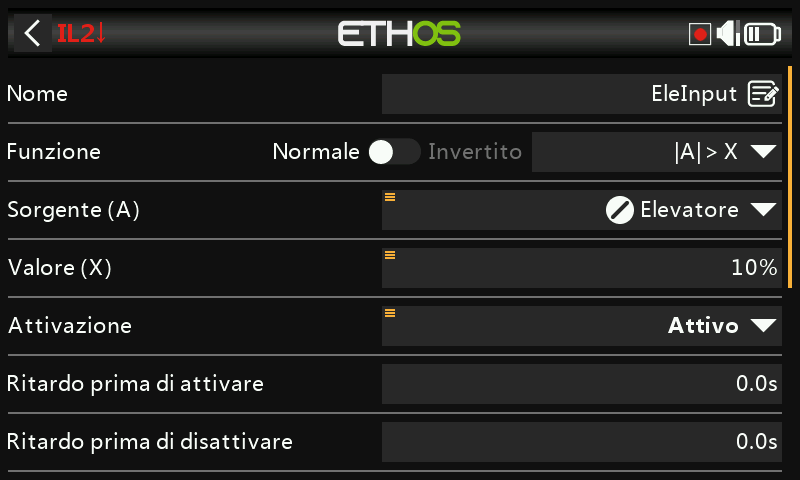 IL2↓ ETHOS
Nome EleInput
Funzione Normale Invertito |A| > X
Sorgente (A) Elevatore
Valore (X) 10%
Attivazione Attivo
Ritardo prima di attivare 0.0s
Ritardo prima di disattivare 0.0s